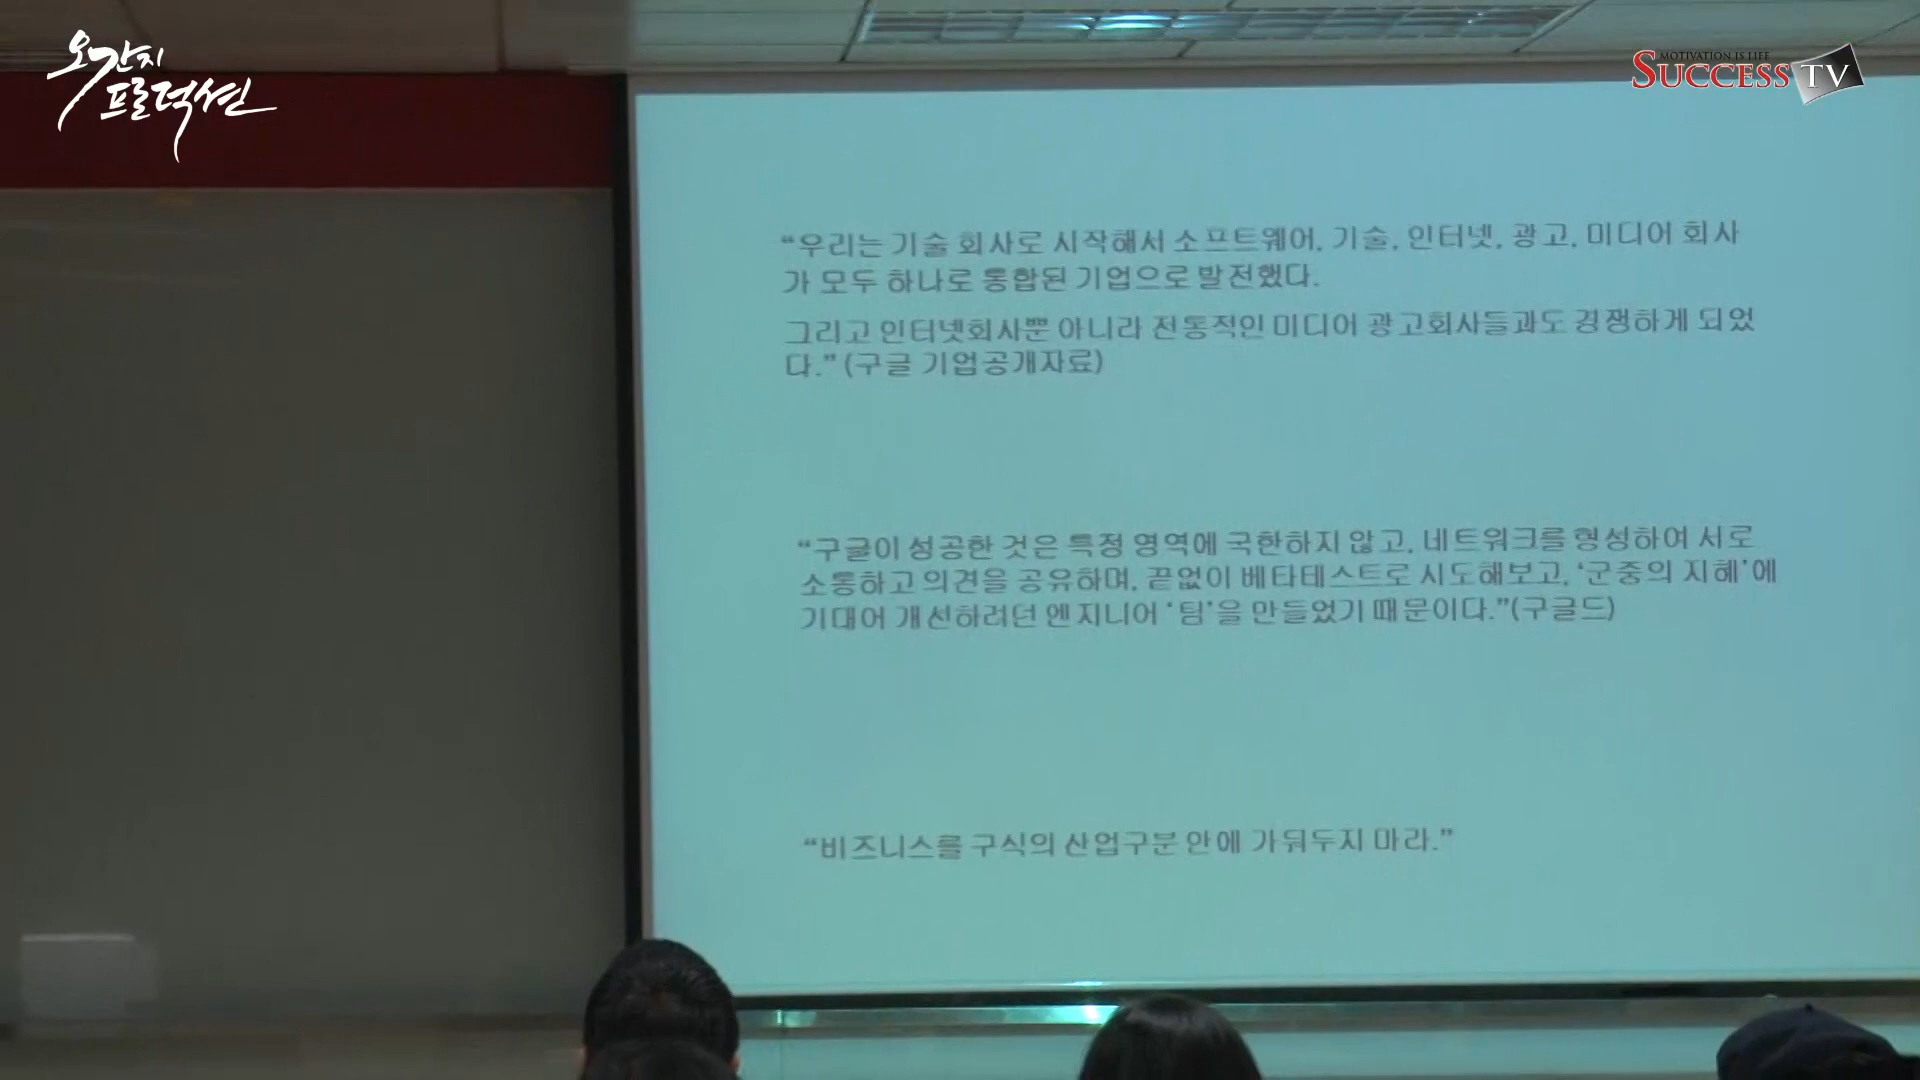 오간지
프로덕션
MOTIVATION IS LIFE
SUCCESS TV
“우리는 기술 회사로 시작해서 소프트웨어, 기술, 인터넷, 광고, 미디어 회사
가 모두 하나로 통합된 기업으로 발전했다.
그리고 인터넷회사뿐 아니라 전통적인 미디어 광고회사들과도 경쟁하게 되었
다.” (구글 기업공개자료)
“구글이 성공한 것은 특정 영역에 국한하지 않고, 네트워크를 형성하여 서로
소통하고 의견을 공유하며, 끝없이 베타테스트로 시도해보고, ‘군중의 지혜’에
기대어 개선하려던 엔지니어 ‘팀’을 만들었기 때문이다.”(구글드)
“비즈니스를 구식의 산업구분 안에 가둬두지 마라.”